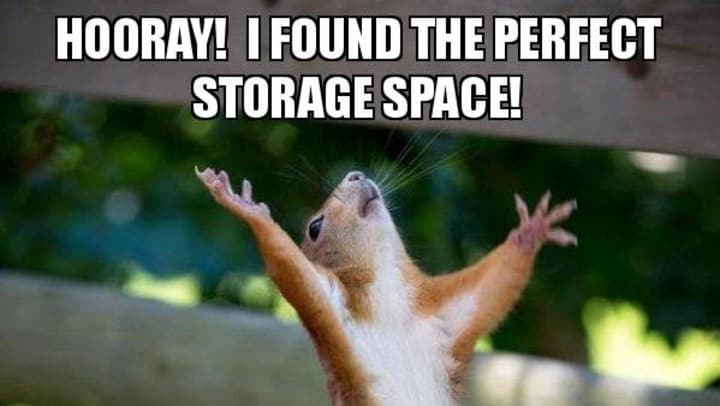 HOORAY!  I FOUND THE PERFECT
STORAGE SPACE!